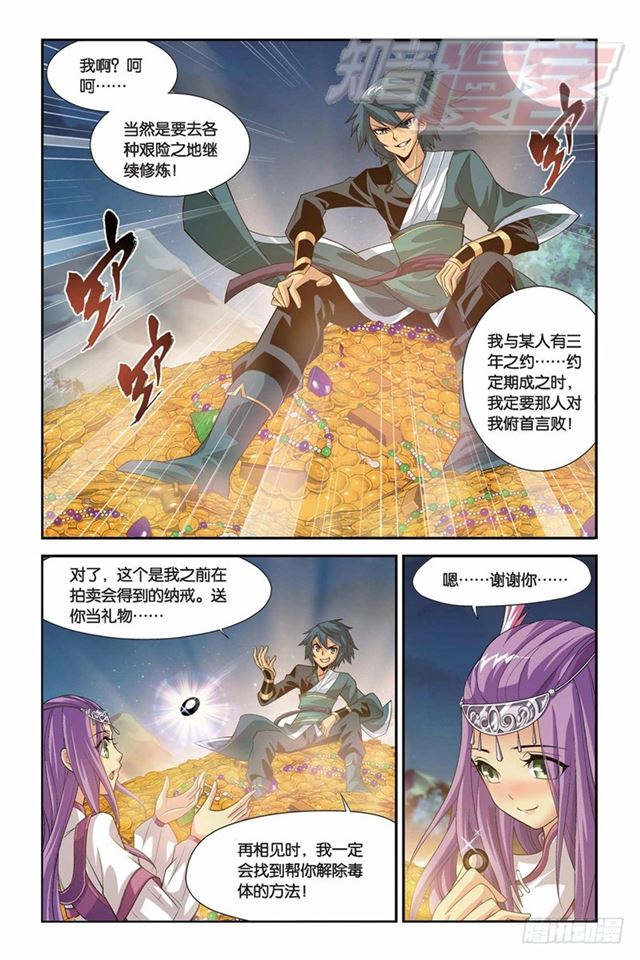 知音漫客
我啊？呵
呵……
当然是要去各
种艰险之地继
续修炼！
我与某人有三
年之约……约
定期成之时，
我定要那人对
我俯首言败！
对了，这个是我之前在
拍卖会得到的纳戒。送
你当礼物……
嗯……谢谢你……
再相见时，我一定
会找到帮你解除毒
体的方法！
腾讯动漫